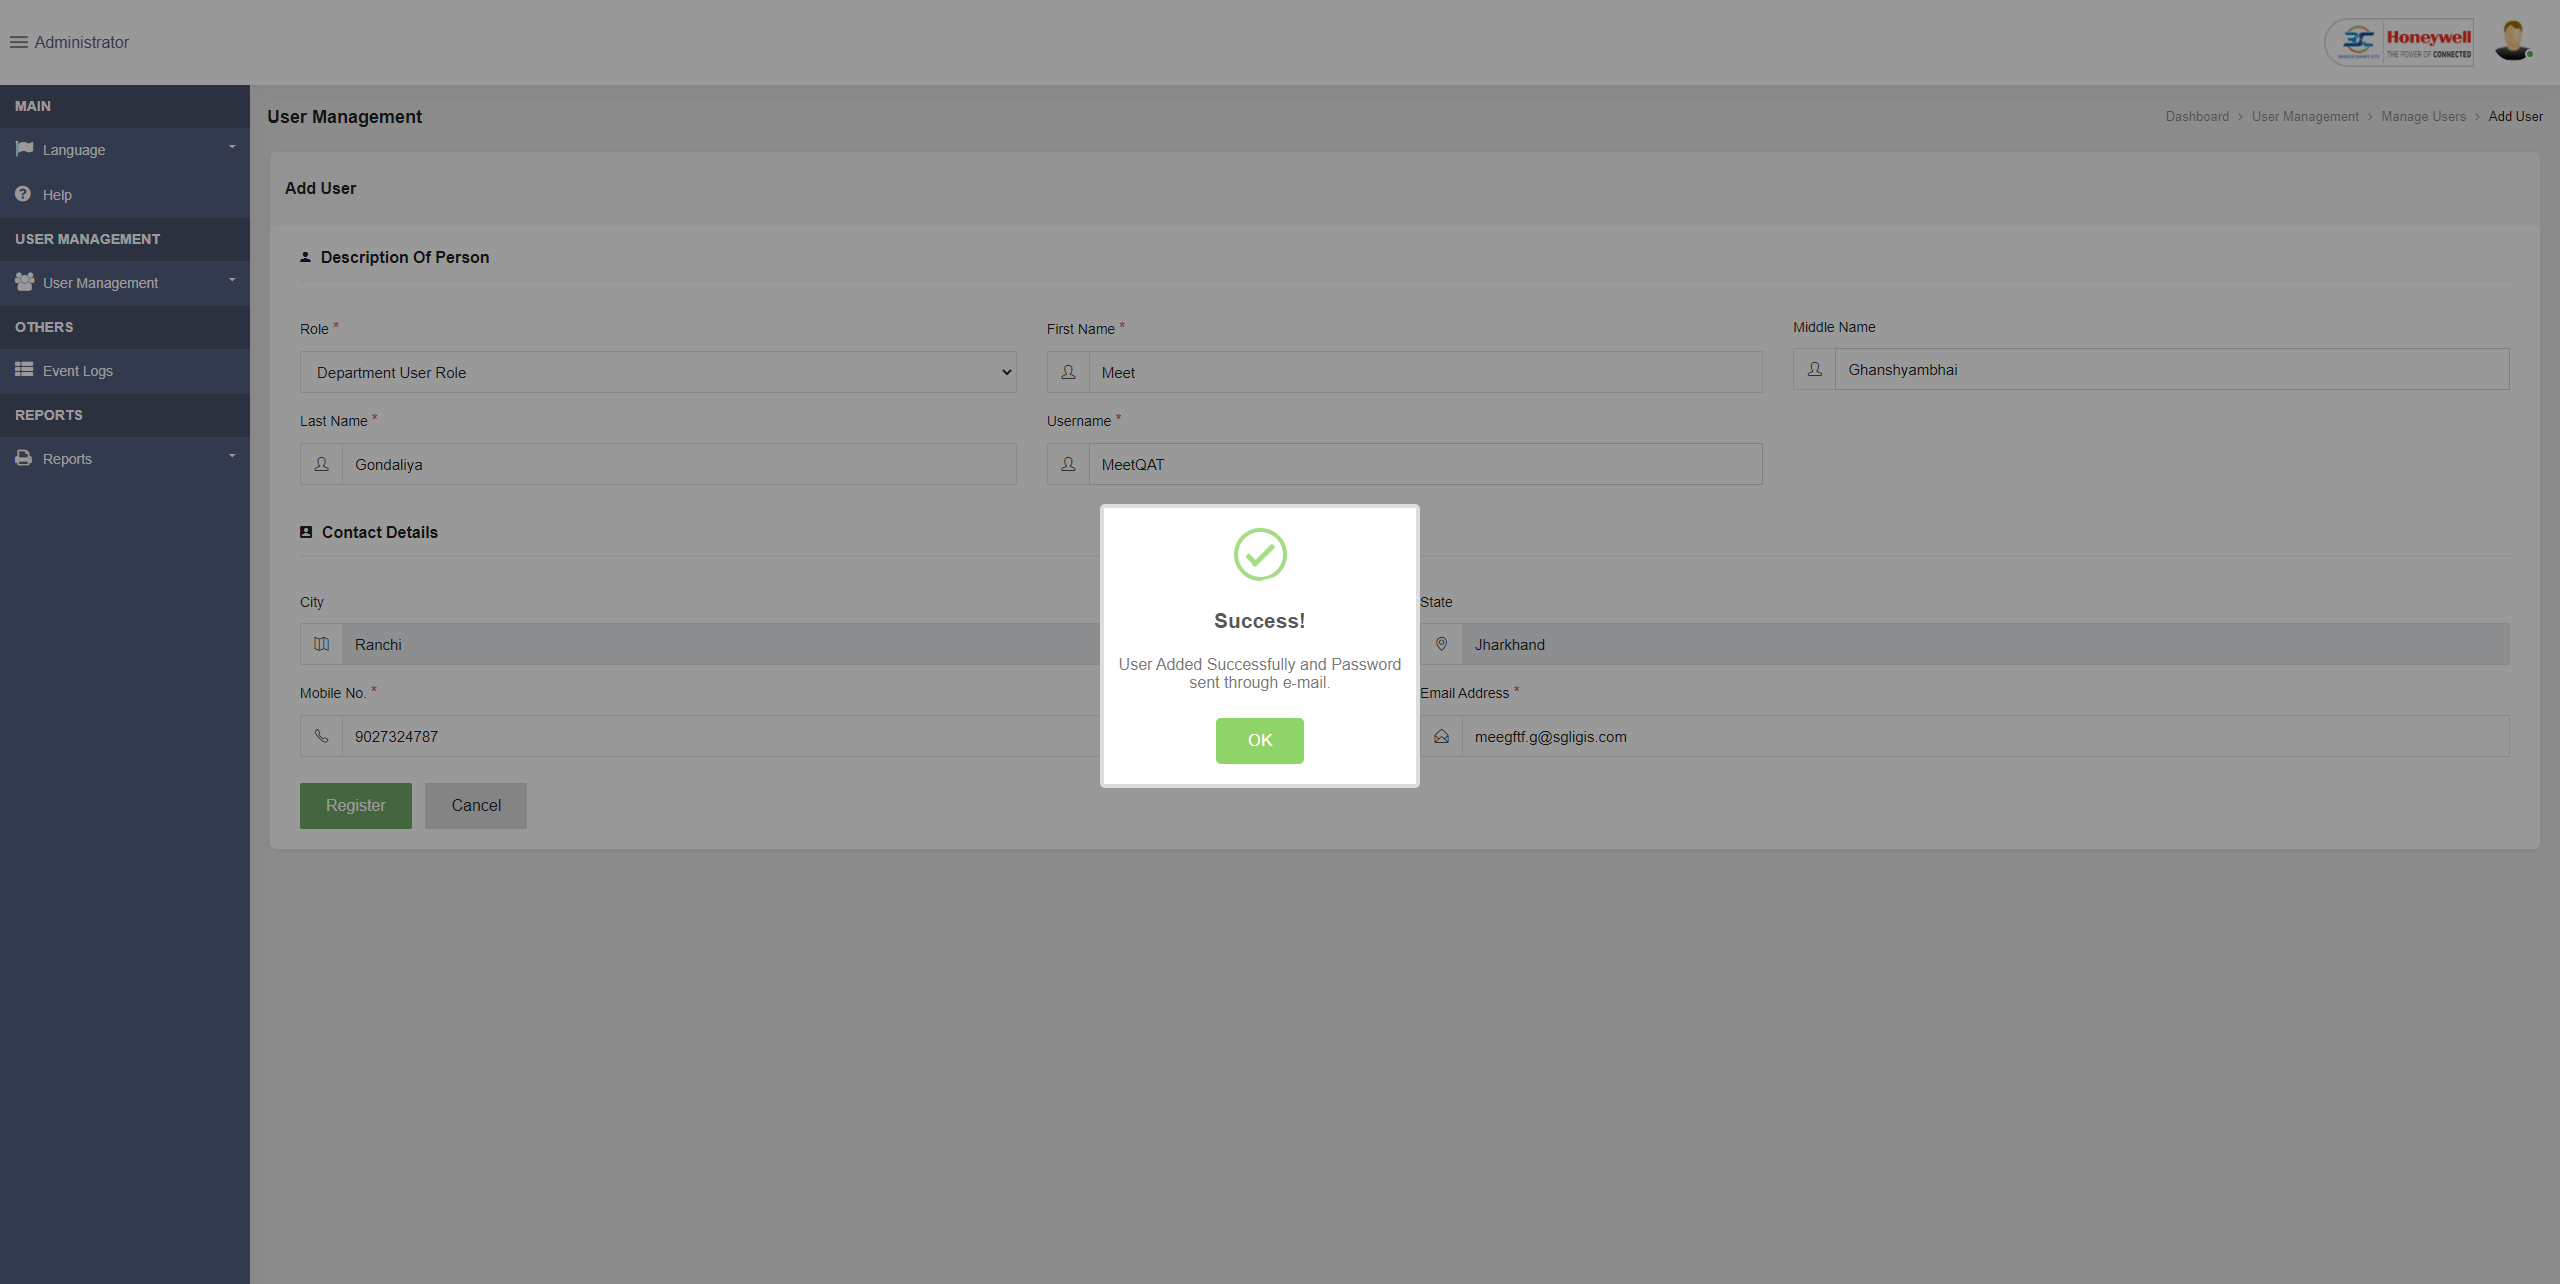 Administrator
Honeywell
THE POWER OF CONNECTED
MAIN
Language
Help
USER MANAGEMENT
User Management
OTHERS
Event Logs
REPORTS
Reports
User Management
Dashboard > User Management > Manage Users > Add User
Add User
Description Of Person
Role *
First Name *
Middle Name
Department User Role
Meet
Ghanshyambhai
Last Name *
Username *
Gondaliya
MeetQAT
Contact Details
City
State
Ranchi
Jharkhand
Mobile No. *
Email Address *
9027324787
meegftf.g@sgligis.com
Register
Cancel
Success!
User Added Successfully and Password
sent through e-mail.
OK